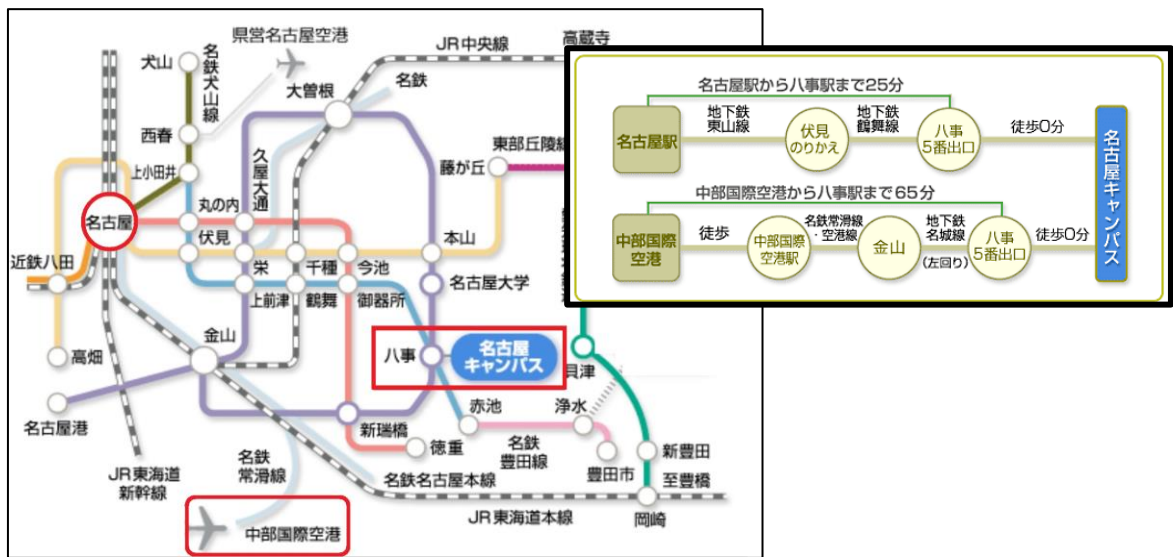 県営名古屋空港
犬山
名鉄犬山線
JR中央線
高蔵寺
大曽根
名鉄
西春
上小田井
久屋大通
東部丘陵線
藤が丘
名古屋
丸の内
伏見
本山
近鉄八田
栄
千種
今池
名古屋大学
上前津
鶴舞
御器所
金山
高畑
八事
名古屋
キャンパス
貝津
名古屋港
赤池
浄水
新瑞橋
徳重
名鉄
豊田線
新豊田
豊田市
至豊橋
JR東海道
新幹線
名鉄
常滑線
名鉄名古屋本線
中部国際空港
JR東海道本線
岡崎
名古屋駅から八事駅まで25分
名古屋駅
地下鉄
東山線
伏見
のりかえ
地下鉄
鶴舞線
八事
5番出口
徒歩0分
名古屋キャンパス
中部国際空港から八事駅まで65分
中部国際
空港
徒歩
中部国際
空港駅
名鉄常滑線
・空港線
金山
地下鉄
名城線
(左回り)
八事
5番出口
徒歩0分